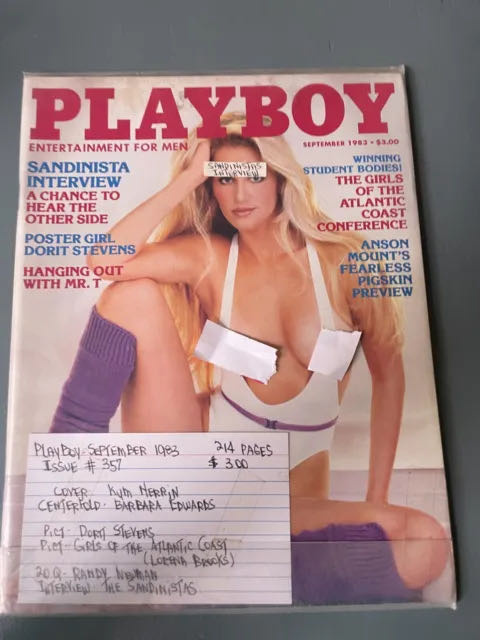 PLAYBOY
ENTERTAINMENT FOR MEN
SEPTEMBER 1983 • $3.00
SANDINISTAS
INTERVIEW
SANDINISTA
INTERVIEW
A CHANCE TO
HEAR THE
OTHER SIDE
POSTER GIRL
DORIT STEVENS
HANGING OUT
WITH MR. T
WINNING
STUDENT BODIES!
THE GIRLS
OF THE
ATLANTIC
COAST
CONFERENCE
ANSON
MOUNT'S
FEARLESS
PIGSKIN
PREVIEW
PLAYBOY-SEPTEMBER 1983 214 PAGES
ISSUE # 357 $ 3.00
COVER- KYM HERRIN
CENTERFOLD- BARBARA EDWARDS
PICT- DORIT STEVENS
PICT- GIRLS OF THE ATLANTIC COAST
(LORENA BROOKS)
20 Q- RANDY NEWMAN
INTERVIEW- THE SANDINISTAS